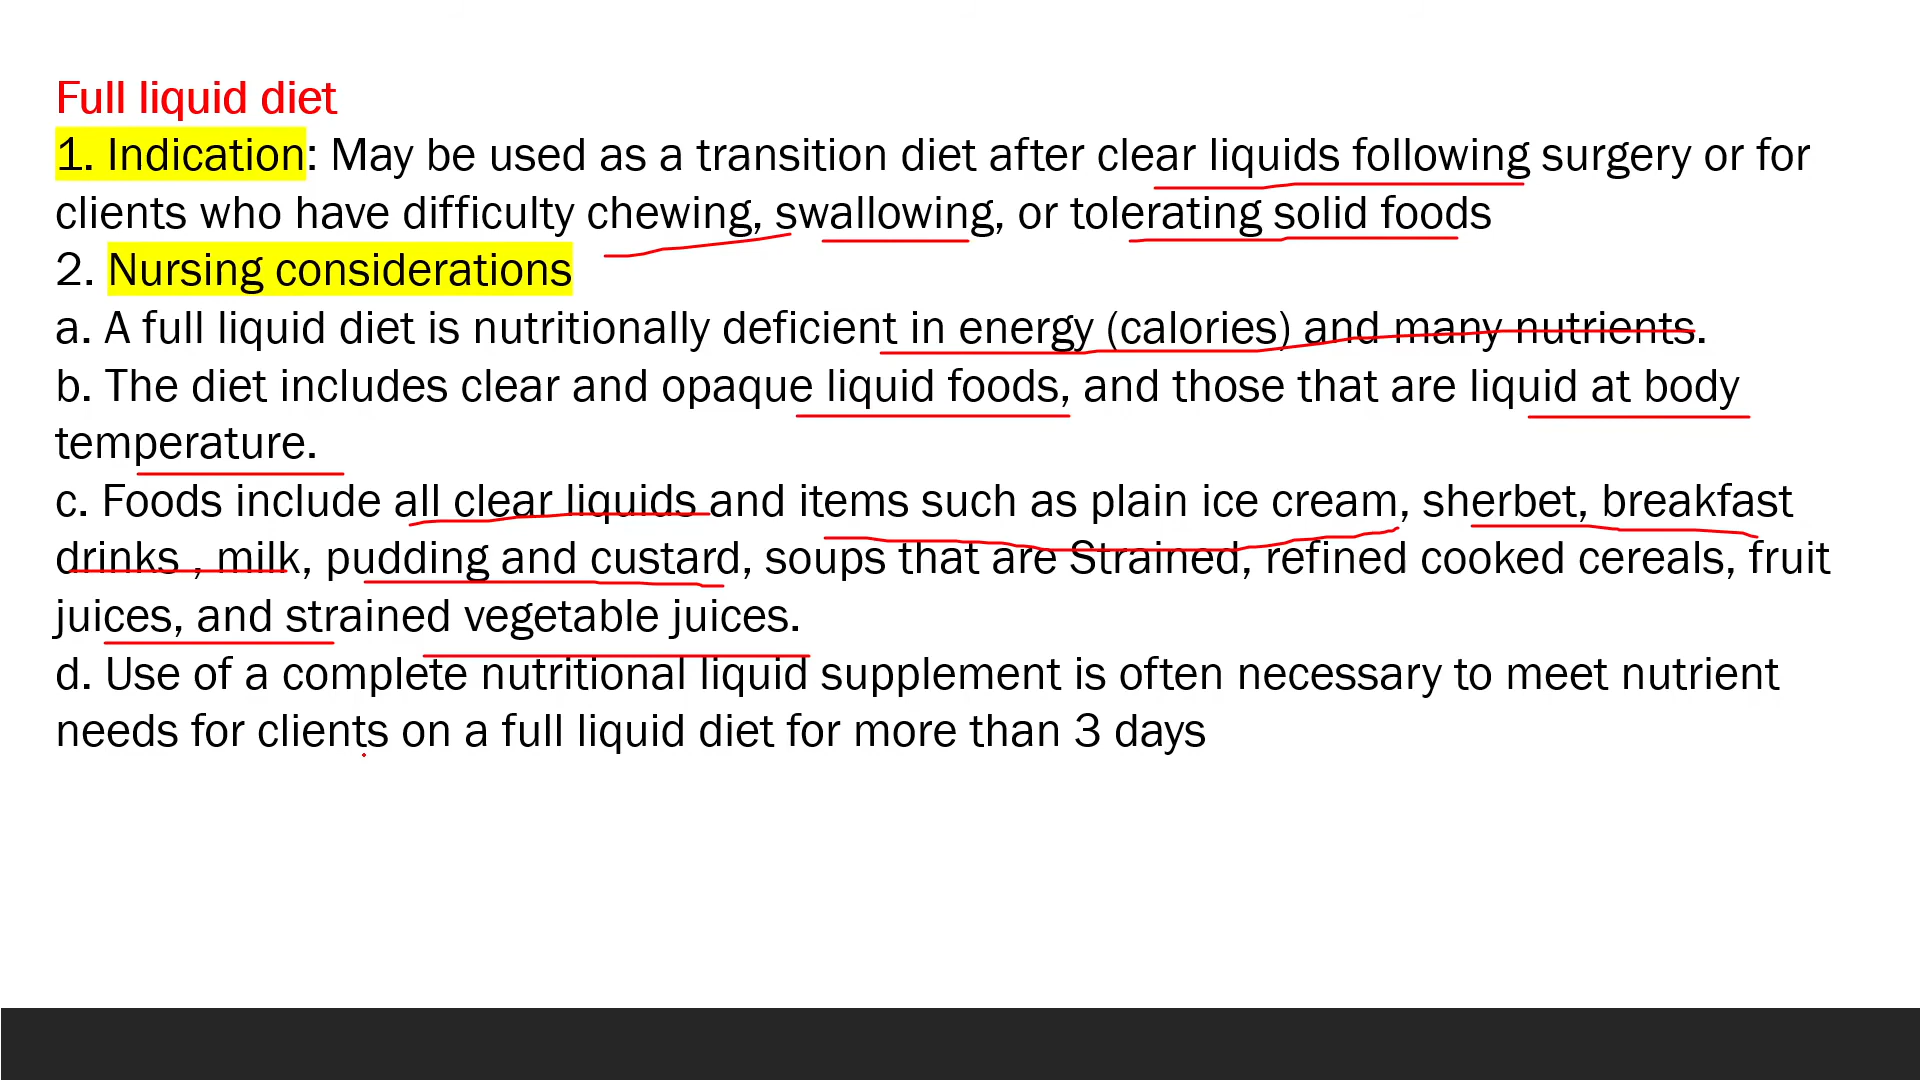 Full liquid diet
1. Indication: May be used as a transition diet after clear liquids following surgery or for
clients who have difficulty chewing, swallowing, or tolerating solid foods
2. Nursing considerations
a. A full liquid diet is nutritionally deficient in energy (calories) and many nutrients.
b. The diet includes clear and opaque liquid foods, and those that are liquid at body
temperature.
c. Foods include all clear liquids and items such as plain ice cream, sherbet, breakfast
drinks , milk, pudding and custard, soups that are Strained, refined cooked cereals, fruit
juices, and strained vegetable juices.
d. Use of a complete nutritional liquid supplement is often necessary to meet nutrient
needs for clients on a full liquid diet for more than 3 days